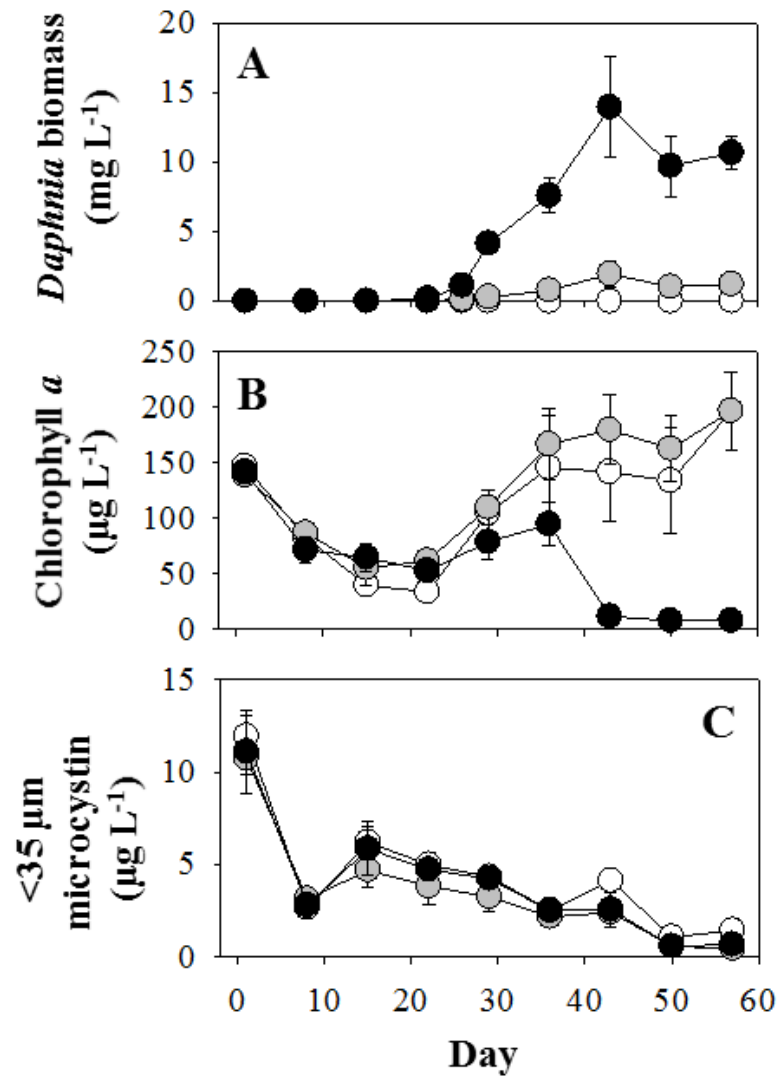 A
Daphnia biomass
(mg L-1)
20
15
10
5
0
B
Chlorophyll a
(µg L-1)
250
200
150
100
50
0
C
<35 µm
microcystin
(µg L-1)
15
10
5
0
0 10 20 30 40 50 60
Day